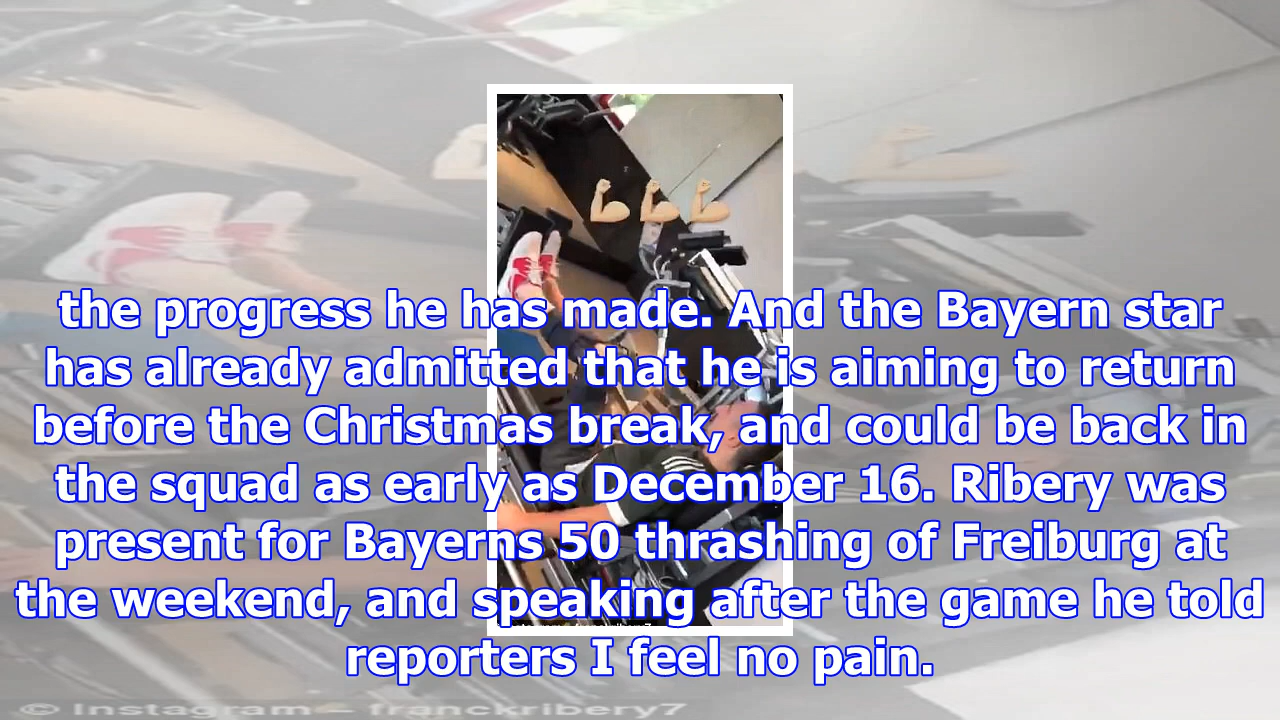 the progress he has made. And the Bayern star
has already admitted that he is aiming to return
before the Christmas break, and could be back in
the squad as early as December 16. Ribery was
present for Bayerns 50 thrashing of Freiburg at
the weekend, and speaking after the game he told
reporters I feel no pain.
© Instagram - franckribery7